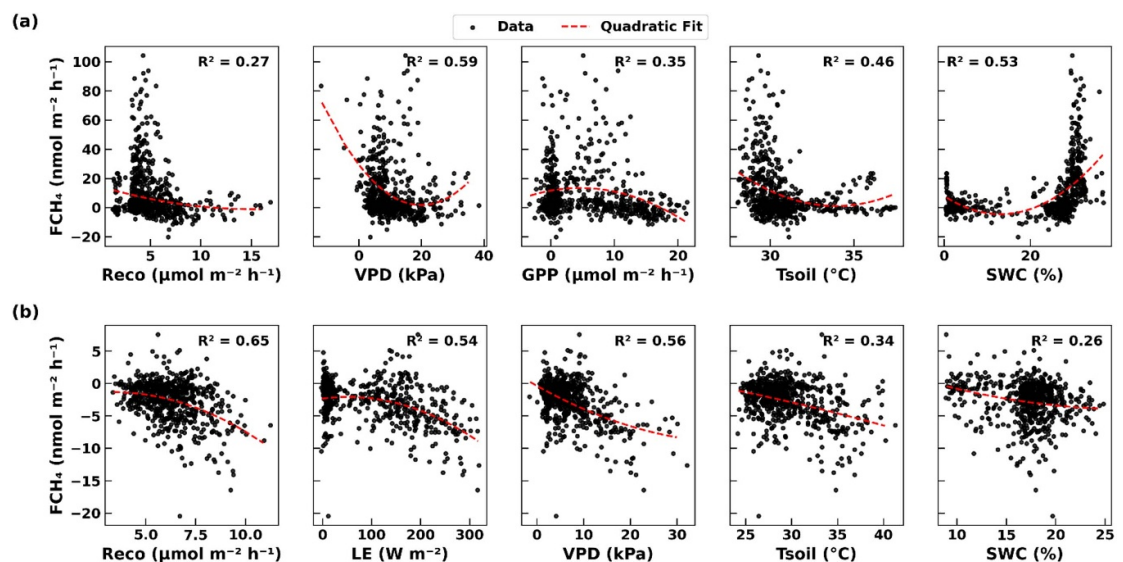 (a)
Data
Quadratic Fit
R² = 0.27
R² = 0.59
R² = 0.35
R² = 0.46
R² = 0.53
FCH₄ (nmol m⁻² h⁻¹)
100
80
60
40
20
0
−20
5 10 15
0 20 40
0 10 20
30 35
0 20
Reco (μmol m⁻² h⁻¹)
VPD (kPa)
GPP (μmol m⁻² h⁻¹)
Tsoil (°C)
SWC (%)
(b)
R² = 0.65
R² = 0.54
R² = 0.56
R² = 0.34
R² = 0.26
FCH₄ (nmol m⁻² h⁻¹)
5
0
−5
−10
−15
−20
5.0 7.5 10.0
0 100 200 300
0 10 20 30
25 30 35 40
10 15 20 25
Reco (μmol m⁻² h⁻¹)
LE (W m⁻²)
VPD (kPa)
Tsoil (°C)
SWC (%)